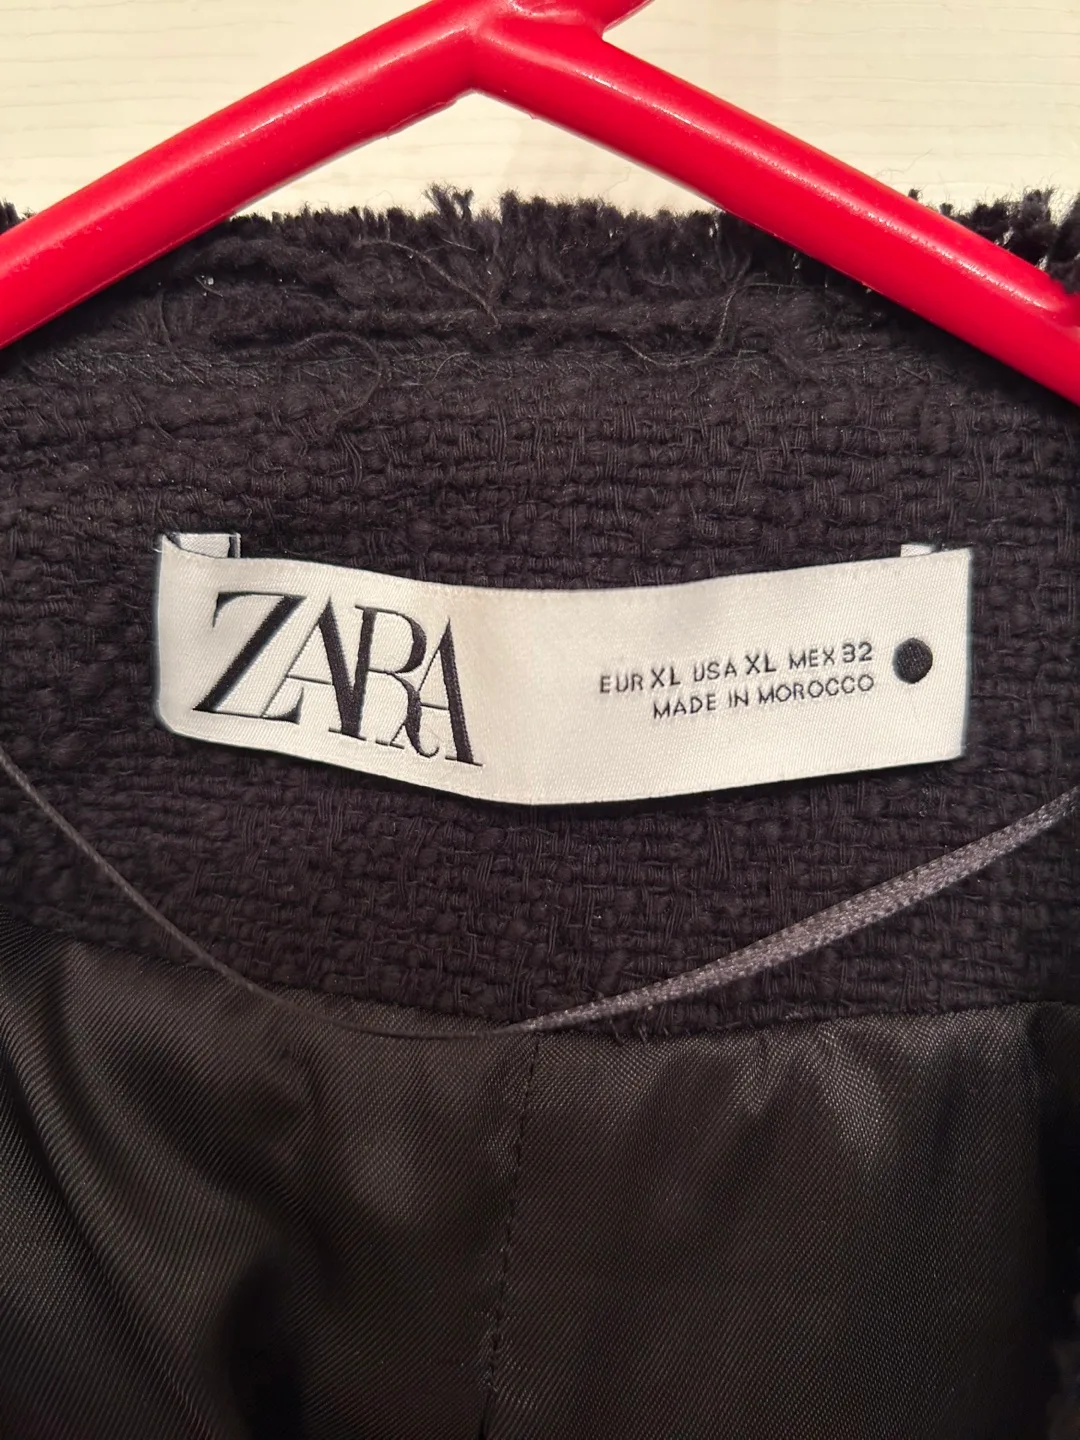 ZARA
EUR XL USA XL MEX 32
MADE IN MOROCCO